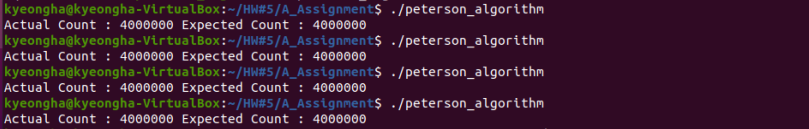 kyeongha@kyeongha-VirtualBox:~/HW#5/A_Assignment$ ./peterson_algorithm
Actual Count : 4000000 Expected Count : 4000000
kyeongha@kyeongha-VirtualBox:~/HW#5/A_Assignment$ ./peterson_algorithm
Actual Count : 4000000 Expected Count : 4000000
kyeongha@kyeongha-VirtualBox:~/HW#5/A_Assignment$ ./peterson_algorithm
Actual Count : 4000000 Expected Count : 4000000
kyeongha@kyeongha-VirtualBox:~/HW#5/A_Assignment$ ./peterson_algorithm
Actual Count : 4000000 Expected Count : 4000000